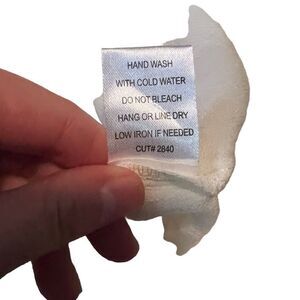 HAND WASH
WITH COLD WATER
DO NOT BLEACH
HANG OR LINE DRY
LOW IRON IF NEEDED
CUT# 2840